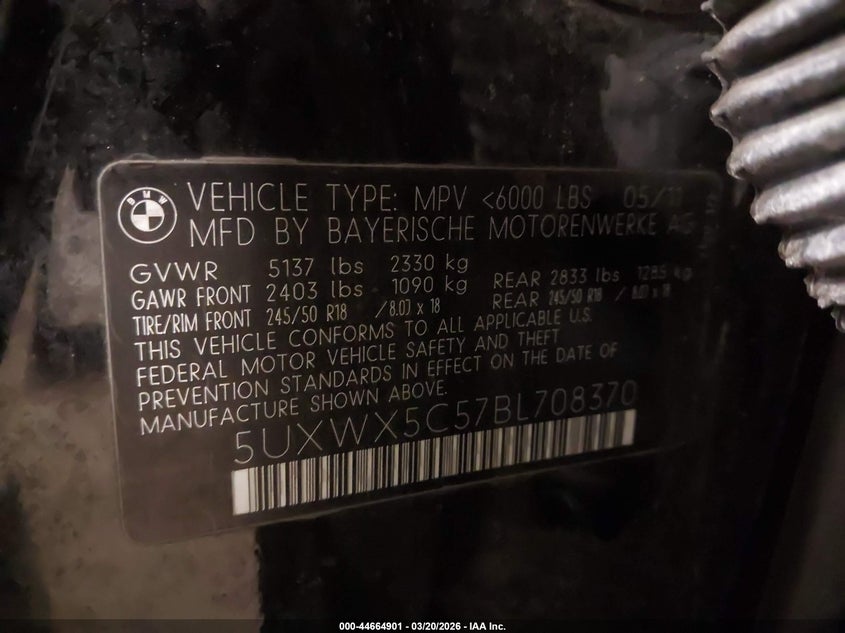 BMW
VEHICLE TYPE: MPV <6000 LBS 05/11
MFD BY BAYERISCHE MOTORENWERKE AG
GVWR 5137 lbs 2330 kg
GAWR FRONT 2403 lbs 1090 kg REAR 2833 lbs 1285 kg
TIRE/RIM FRONT 245/50 R18 /8.0J x 18 REAR 245/50 R18 / 8.0J x 18
THIS VEHICLE CONFORMS TO ALL APPLICABLE U.S.
FEDERAL MOTOR VEHICLE SAFETY AND THEFT
PREVENTION STANDARDS IN EFFECT ON THE DATE OF
MANUFACTURE SHOWN ABOVE.
5UXWX5C57BL708370
000-44664901 - 03/20/2026 - IAA Inc.